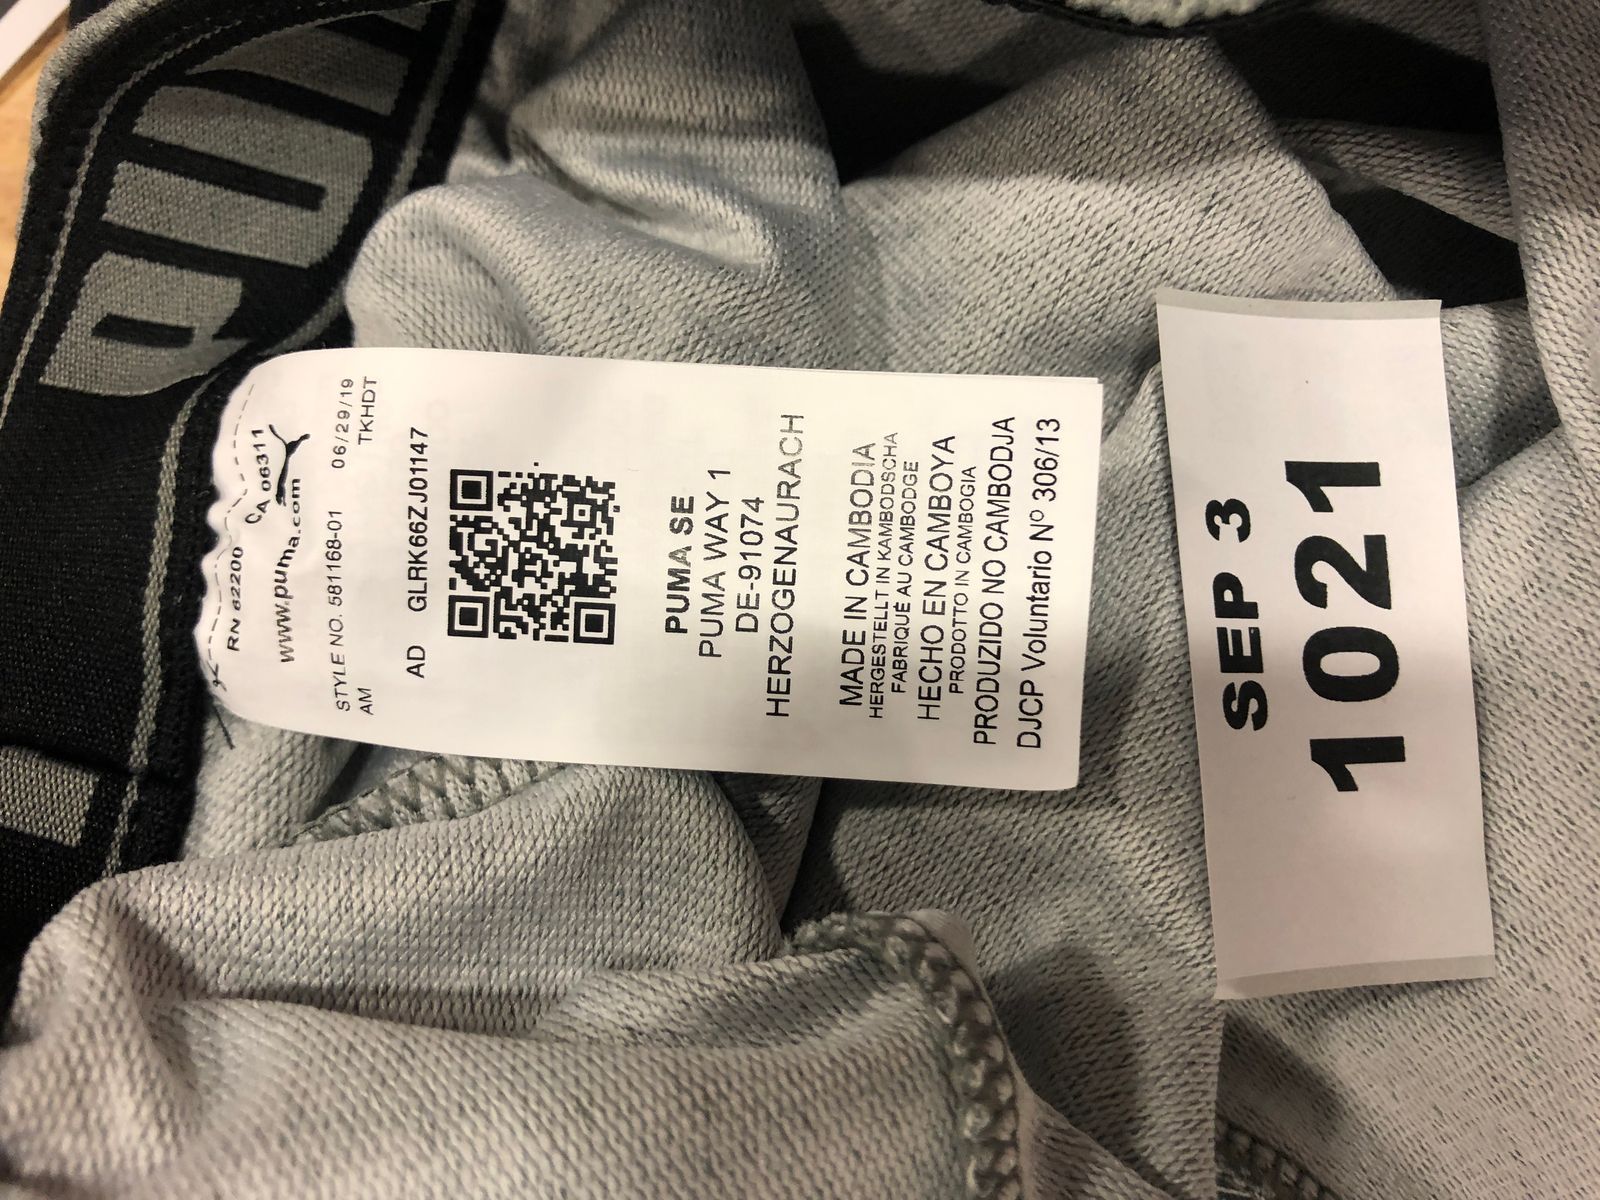 PUMA
RN 62200 CA 06311
www.puma.com
STYLE NO. 581168-01 06/29/19
AM TKHDT
AD GLRK66ZJ01147
PUMA SE
PUMA WAY 1
DE-91074
HERZOGENAURACH
MADE IN CAMBODIA
HERGESTELLT IN KAMBODSCHA
FABRIQUÉ AU CAMBODGE
HECHO EN CAMBOYA
PRODOTTO IN CAMBOGIA
PRODUZIDO NO CAMBODJA
DJCP Voluntario Nº 306/13
SEP 3
1021